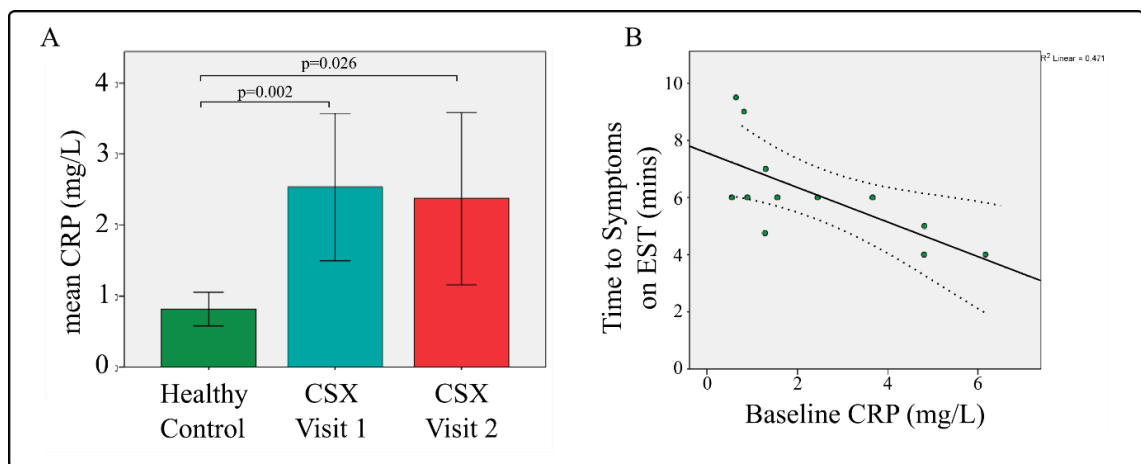 A
p=0.026
p=0.002
mean CRP (mg/L)
4
3
2
1
0
Healthy
Control
CSX
Visit 1
CSX
Visit 2
B
R² Linear = 0.471
Time to Symptoms
on EST (mins)
10
8
6
4
2
0
0
2
4
6
Baseline CRP (mg/L)